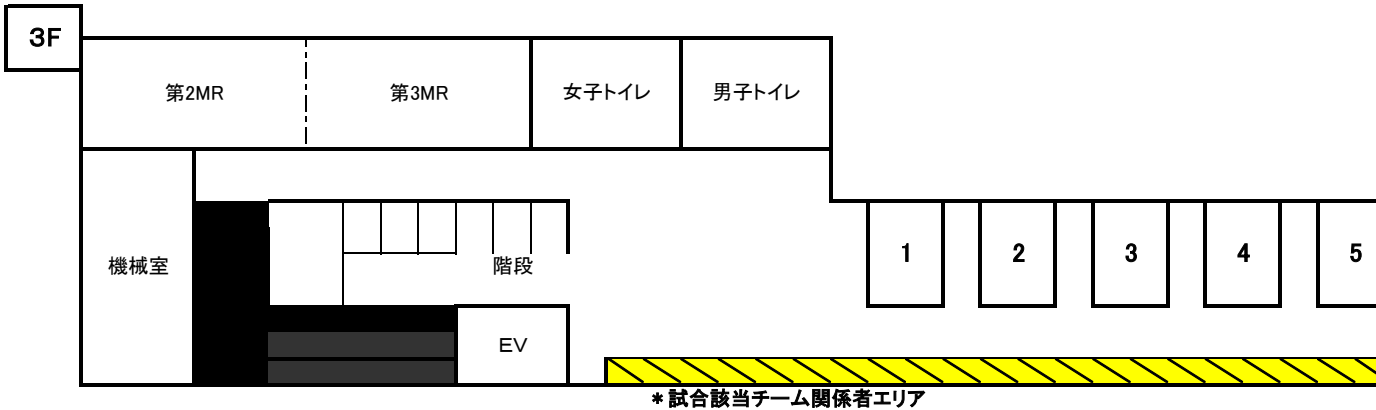 3F
第2MR
第3MR
女子トイレ
男子トイレ
機械室
階段
1
2
3
4
5
EV
*試合該当チーム関係者エリア